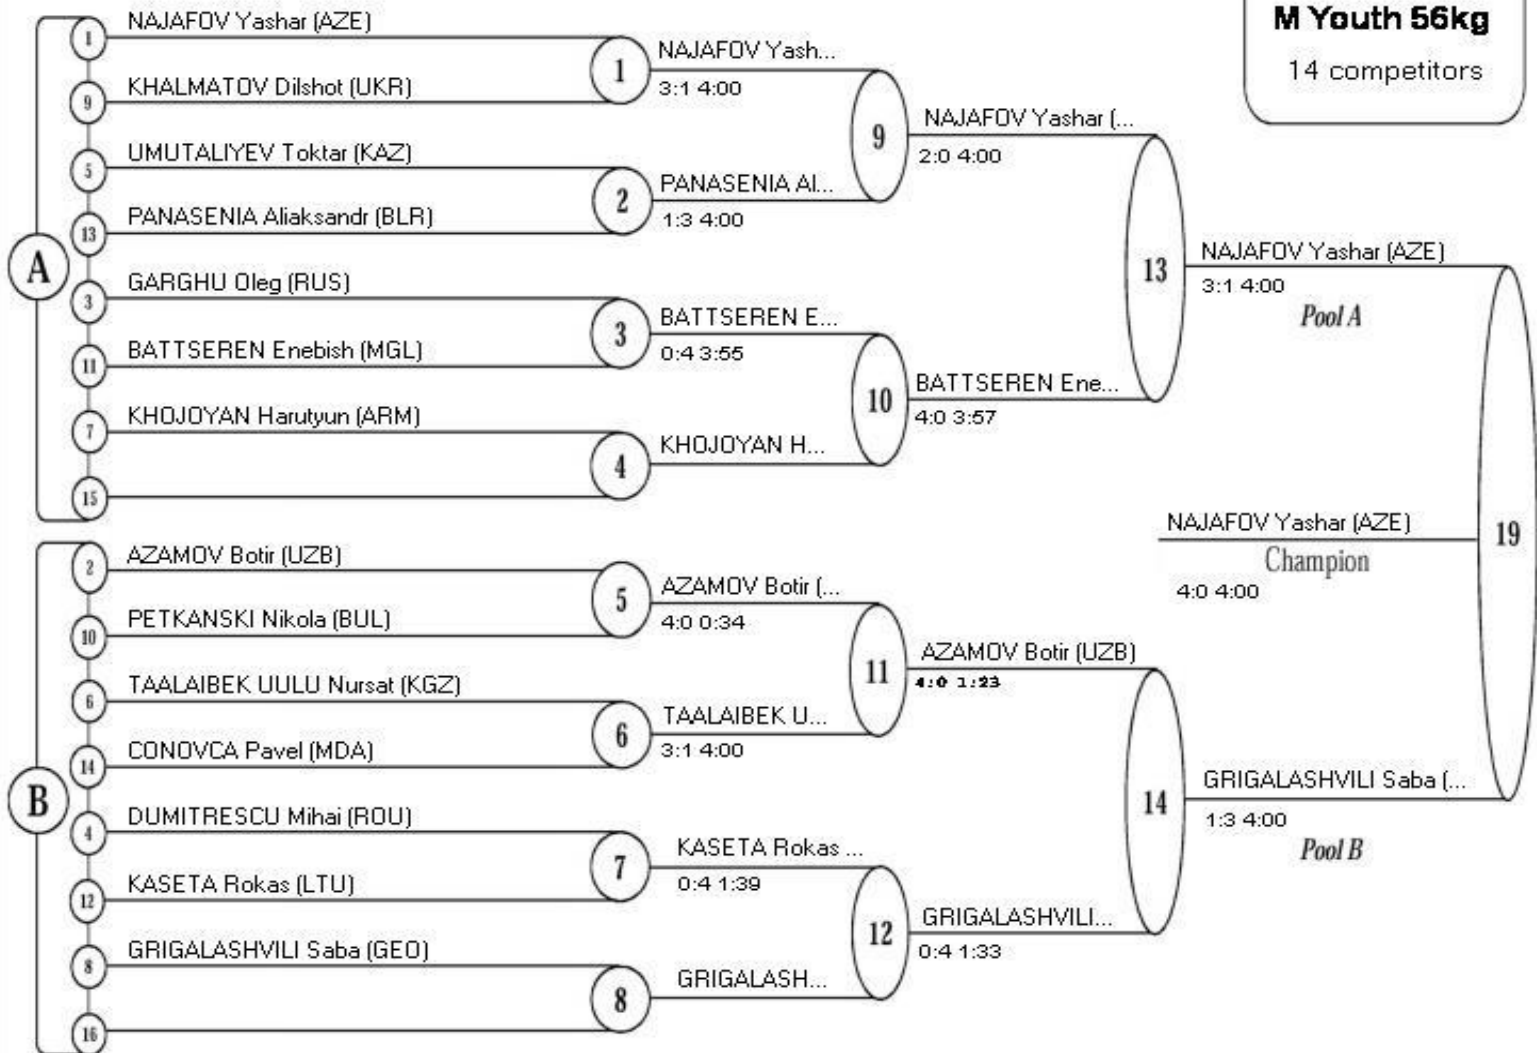 M Youth 56kg
14 competitors
A
1 NAJAFOV Yashar (AZE)
9 KHALMATOV Dilshot (UKR)
5 UMUTALIYEV Toktar (KAZ)
13 PANASENIA Aliaksandr (BLR)
3 GARGHU Oleg (RUS)
11 BATTSEREN Enebish (MGL)
7 KHOJOYAN Harutyun (ARM)
15
B
2 AZAMOV Botir (UZB)
10 PETKANSKI Nikola (BUL)
6 TAALAIBEK UULU Nursat (KGZ)
14 CONOVCA Pavel (MDA)
4 DUMITRESCU Mihai (ROU)
12 KASETA Rokas (LTU)
8 GRIGALASHVILI Saba (GEO)
16
1 NAJAFOV Yash...
3:1 4:00
2 PANASENIA Al...
1:3 4:00
3 BATTSEREN E...
0:4 3:55
4 KHOJOYAN H...
5 AZAMOV Botir (...
4:0 0:34
6 TAALAIBEK U...
3:1 4:00
7 KASETA Rokas ...
0:4 1:39
8 GRIGALASH...
9 NAJAFOV Yashar (...
2:0 4:00
10 BATTSEREN Ene...
4:0 3:57
11 AZAMOV Botir (UZB)
4:0 1:23
12 GRIGALASHVILI...
0:4 1:33
13 NAJAFOV Yashar (AZE)
3:1 4:00
Pool A
14 GRIGALASHVILI Saba (...
1:3 4:00
Pool B
19 NAJAFOV Yashar (AZE)
Champion
4:0 4:00